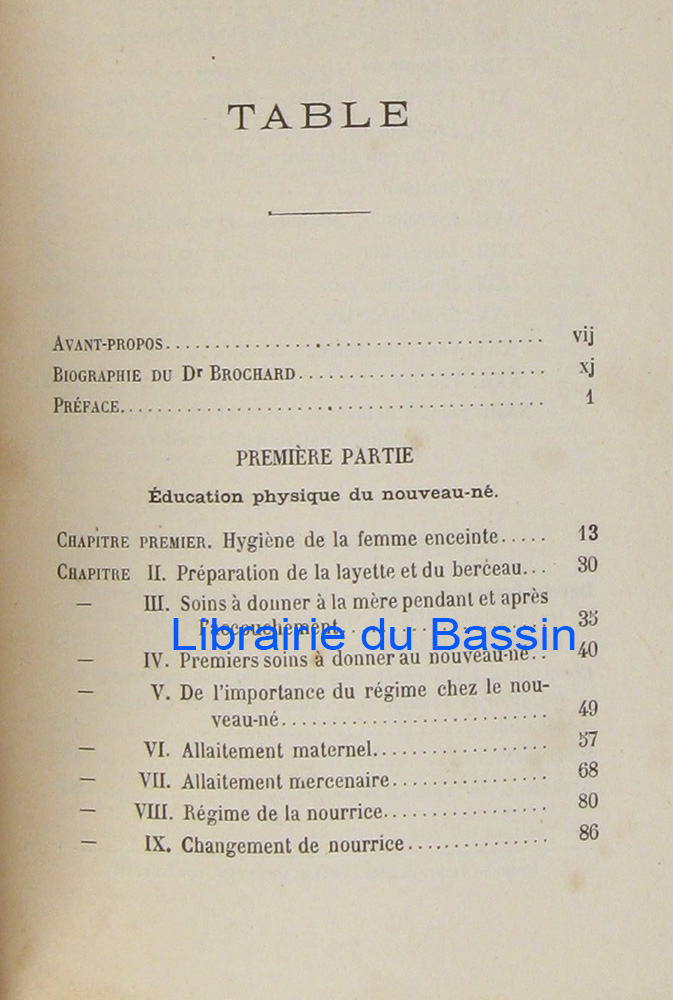 TABLE
AVANT-PROPOS........ vij
BIOGRAPHIE DU Dr BROCHARD........ xj
PRÉFACE........ 1
PREMIÈRE PARTIE
Éducation physique du nouveau-né.
CHAPITRE PREMIER. Hygiène de la femme enceinte..... 13
CHAPITRE II. Préparation de la layette et du berceau... 30
— III. Soins à donner à la mère pendant et après
l'accouchement........ 35
Librairie du Bassin
— IV. Premiers soins à donner au nouveau-né.. 40
— V. De l'importance du régime chez le nou-
veau-né........ 49
— VI. Allaitement maternel........ 57
— VII. Allaitement mercenaire........ 68
— VIII. Régime de la nourrice........ 80
— IX. Changement de nourrice........ 86